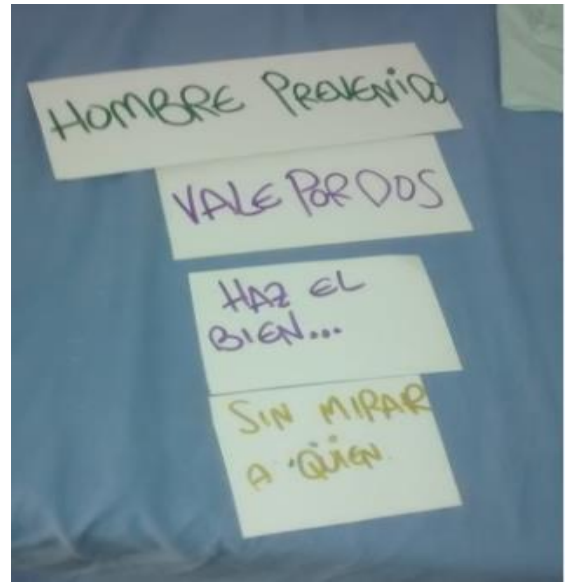 HOMBRE PREVENIDO
VALE POR DOS
HAZ EL
BIEN...
SIN MIRAR
A QUIEN